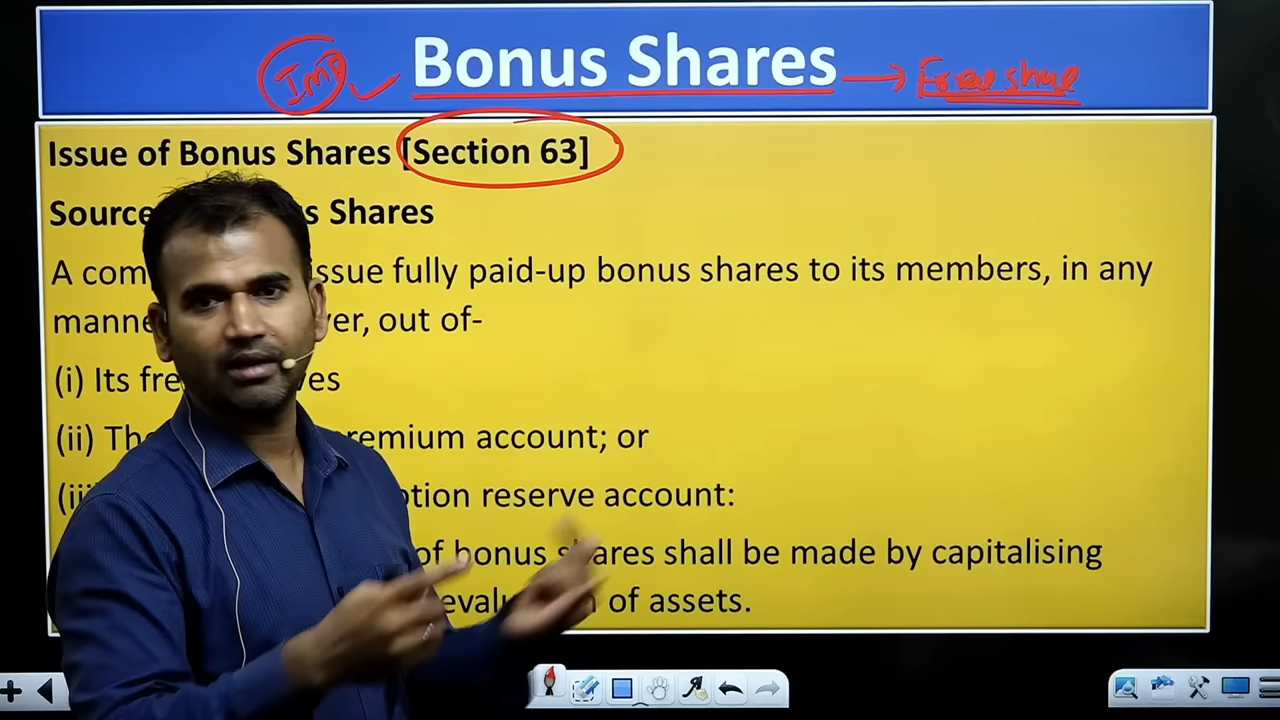 Imp Bonus Shares Free share
Issue of Bonus Shares [Section 63]
Source s Shares
A com issue fully paid-up bonus shares to its members, in any
manne ver, out of-
(i) Its fre ves
(ii) Th remium account; or
(iii ption reserve account:
of bonus shares shall be made by capitalising
evalu n of assets.